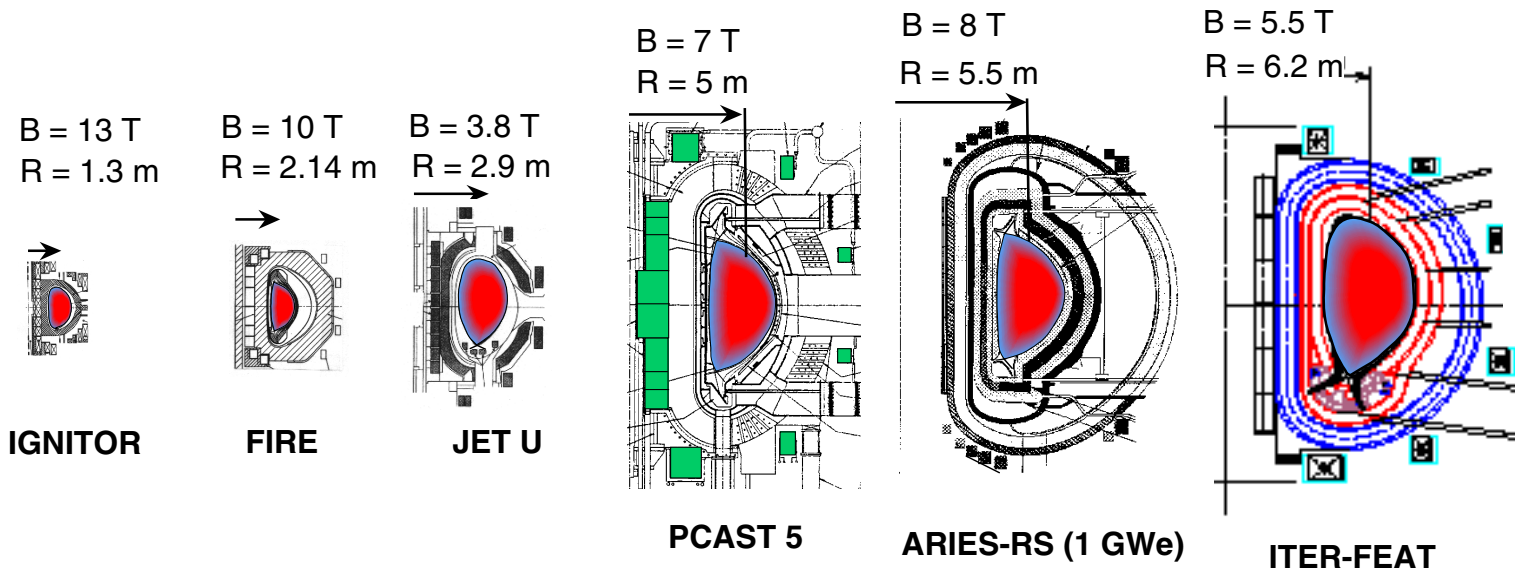 B = 13 T
R = 1.3 m
IGNITOR
B = 10 T
R = 2.14 m
FIRE
B = 3.8 T
R = 2.9 m
JET U
B = 7 T
R = 5 m
PCAST 5
B = 8 T
R = 5.5 m
ARIES-RS (1 GWe)
B = 5.5 T
R = 6.2 m
ITER-FEAT